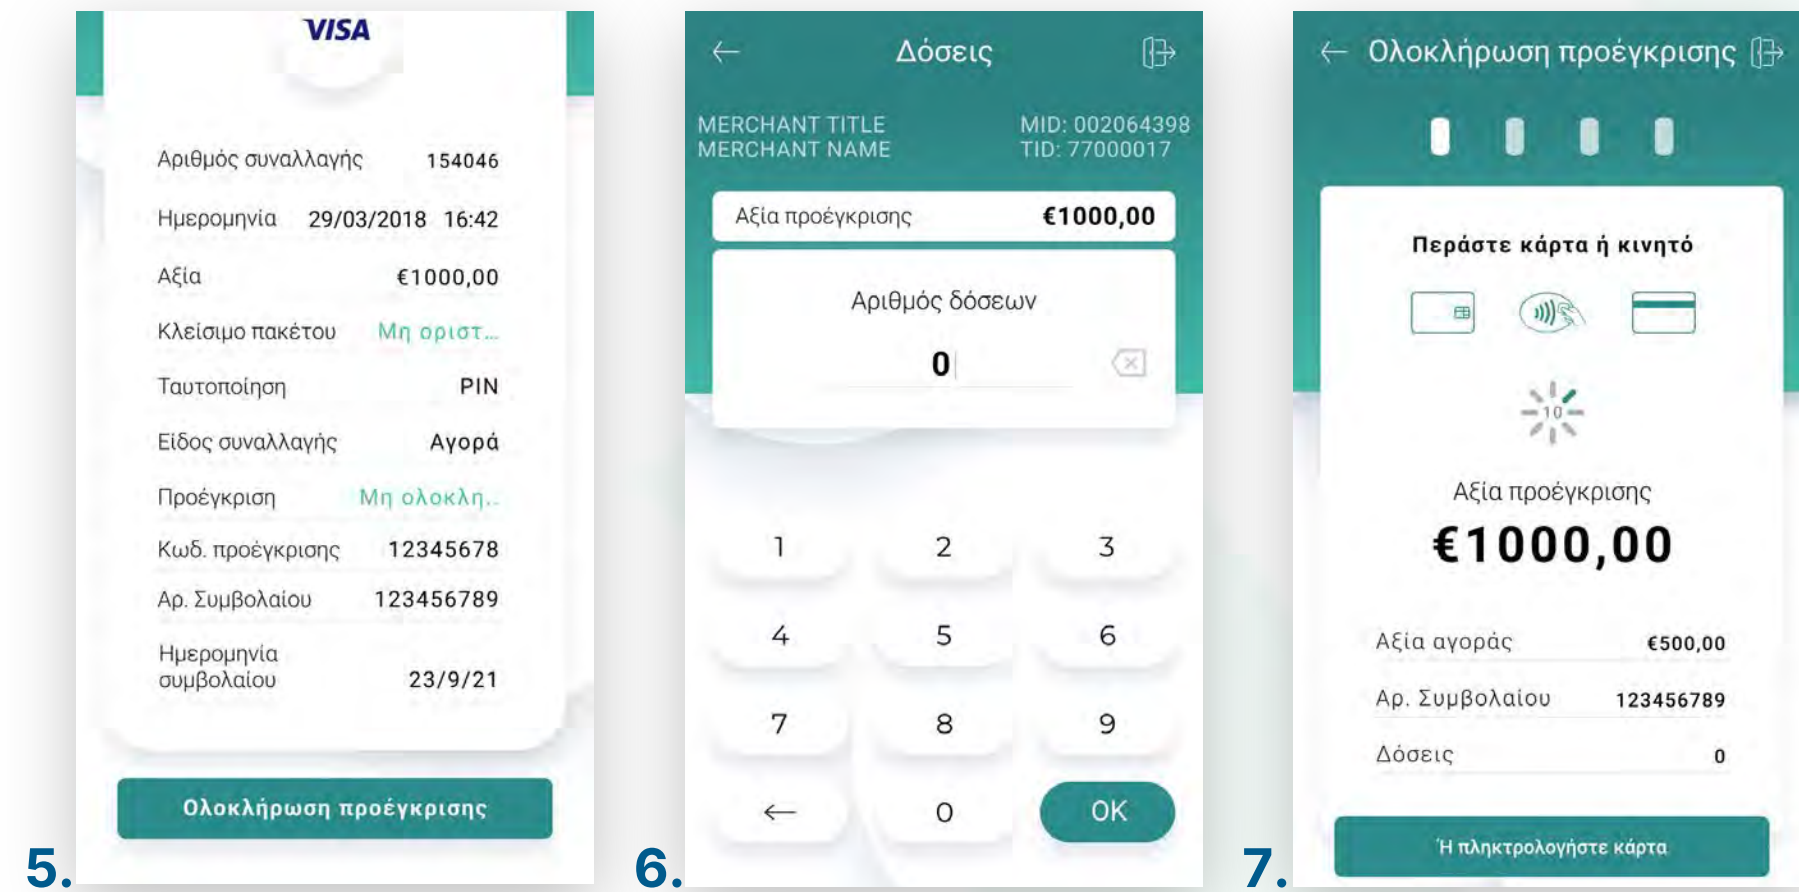 VISA
Αριθμός συναλλαγής 154046
Ημερομηνία 29/03/2018 16:42
Αξία €1000,00
Κλείσιμο πακέτου Μη οριστ...
Ταυτοποίηση PIN
Είδος συναλλαγής Αγορά
Προέγκριση Μη ολοκλη..
Κωδ. προέγκρισης 12345678
Αρ. Συμβολαίου 123456789
Ημερομηνία
συμβολαίου 23/9/21
Ολοκλήρωση προέγκρισης
5.
Δόσεις
MERCHANT TITLE MID: 002064398
MERCHANT NAME TID: 77000017
Αξία προέγκρισης €1000,00
Αριθμός δόσεων
0
1 2 3
4 5 6
7 8 9
0 OK
6.
Ολοκλήρωση προέγκρισης
Περάστε κάρτα ή κινητό
10
Αξία προέγκρισης
€1000,00
Αξία αγοράς €500,00
Αρ. Συμβολαίου 123456789
Δόσεις 0
Ή πληκτρολογήστε κάρτα
7.